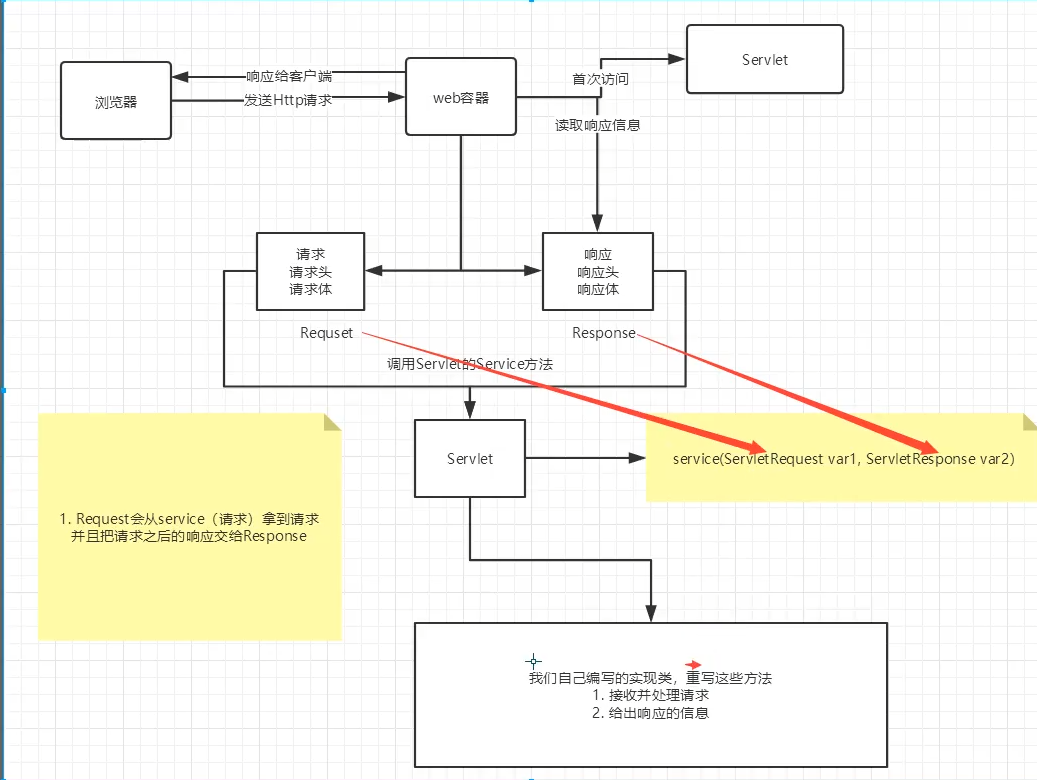 Servlet
响应给客户端
首次访问
浏览器
发送Http请求
web容器
读取响应信息
请求
请求头
请求体
响应
响应头
响应体
Requset
Response
调用Servlet的Service方法
Servlet
service(ServletRequest var1, ServletResponse var2)
1. Request会从service（请求）拿到请求
并且把请求之后的响应交给Response
我们自己编写的实现类，重写这些方法
1. 接收并处理请求
2. 给出响应的信息